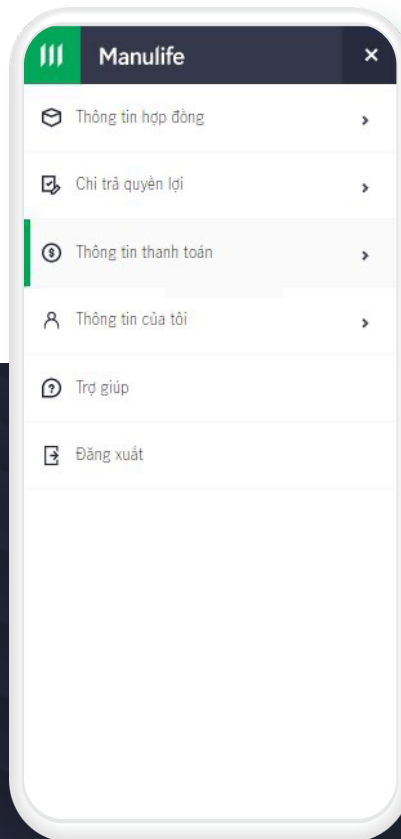 Manulife
Thông tin hợp đồng
Chi trả quyền lợi
Thông tin thanh toán
Thông tin của tôi
Trợ giúp
Đăng xuất